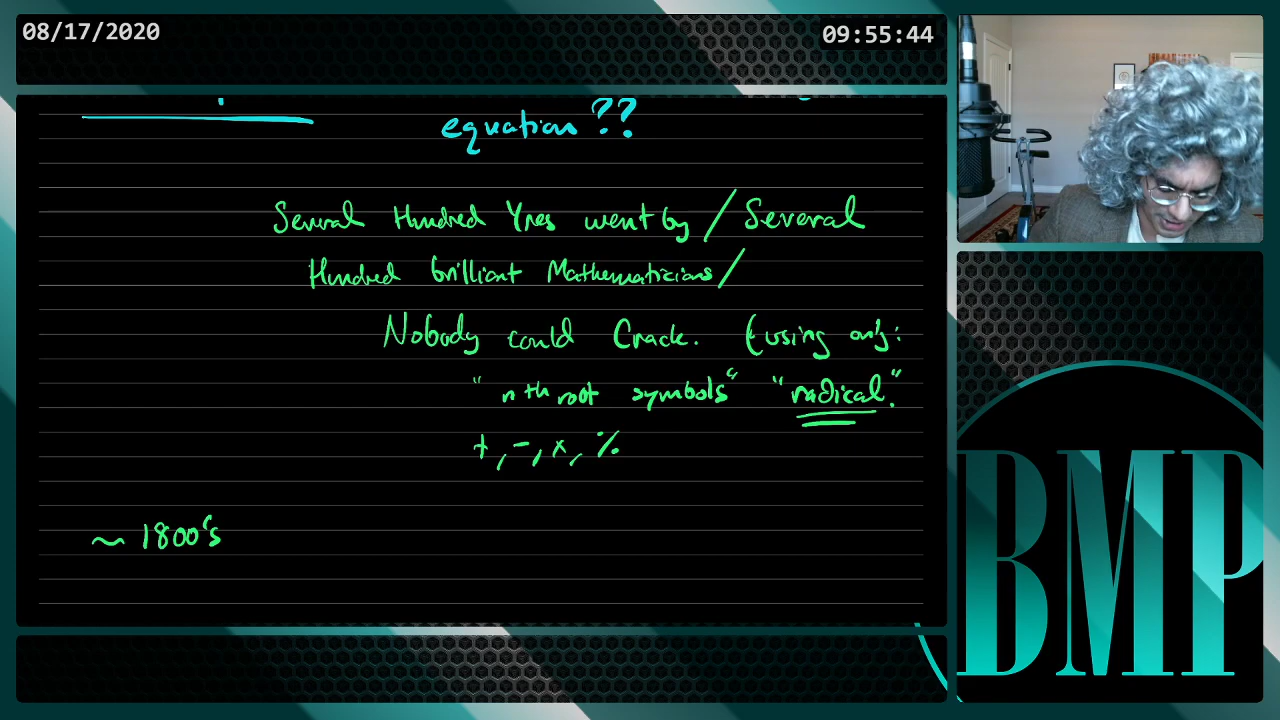 08/17/2020
09:55:44
equation ??
Several Hundred Yres went by / Several
Hundred brilliant Mathematicians /
Nobody could Crack. (using only:
"nth root symbols" "radical."
+, -, x, %
~ 1800's
BMP